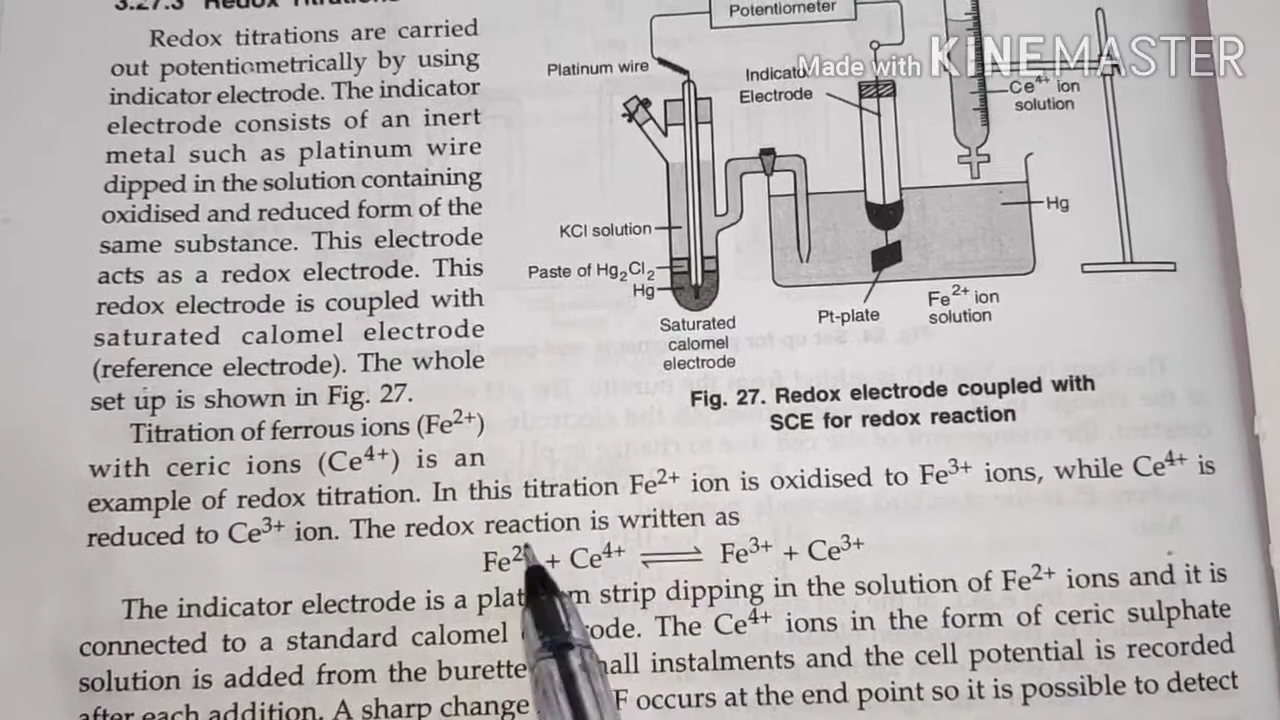 3.27.3 Redox Titrations
Redox titrations are carried
out potentiometrically by using
indicator electrode. The indicator
electrode consists of an inert
metal such as platinum wire
dipped in the solution containing
oxidised and reduced form of the
same substance. This electrode
acts as a redox electrode. This
redox electrode is coupled with
saturated calomel electrode
(reference electrode). The whole
set up is shown in Fig. 27.
Titration of ferrous ions (Fe²⁺)
with ceric ions (Ce⁴⁺) is an
example of redox titration. In this titration Fe²⁺ ion is oxidised to Fe³⁺ ions, while Ce⁴⁺ is
reduced to Ce³⁺ ion. The redox reaction is written as
Fe²  + Ce⁴⁺ ⇌ Fe³⁺ + Ce³⁺
The indicator electrode is a strip dipping in the solution of Fe²⁺ ions and it is
connected to a standard calomel The Ce⁴⁺ ions in the form of ceric sulphate
solution is added from the burette instalments and the cell potential is recorded
after each addition. A sharp change occurs at the end point so it is possible to detect
Potentiometer
Platinum wire
Indicator
Electrode
Made with KINEMASTER
Ce⁴⁺ ion
solution
Hg
KCl solution
Paste of Hg₂Cl₂
Hg
Saturated
calomel
electrode
Pt-plate
Fe²⁺ ion
solution
Fig. 27. Redox electrode coupled with
SCE for redox reaction